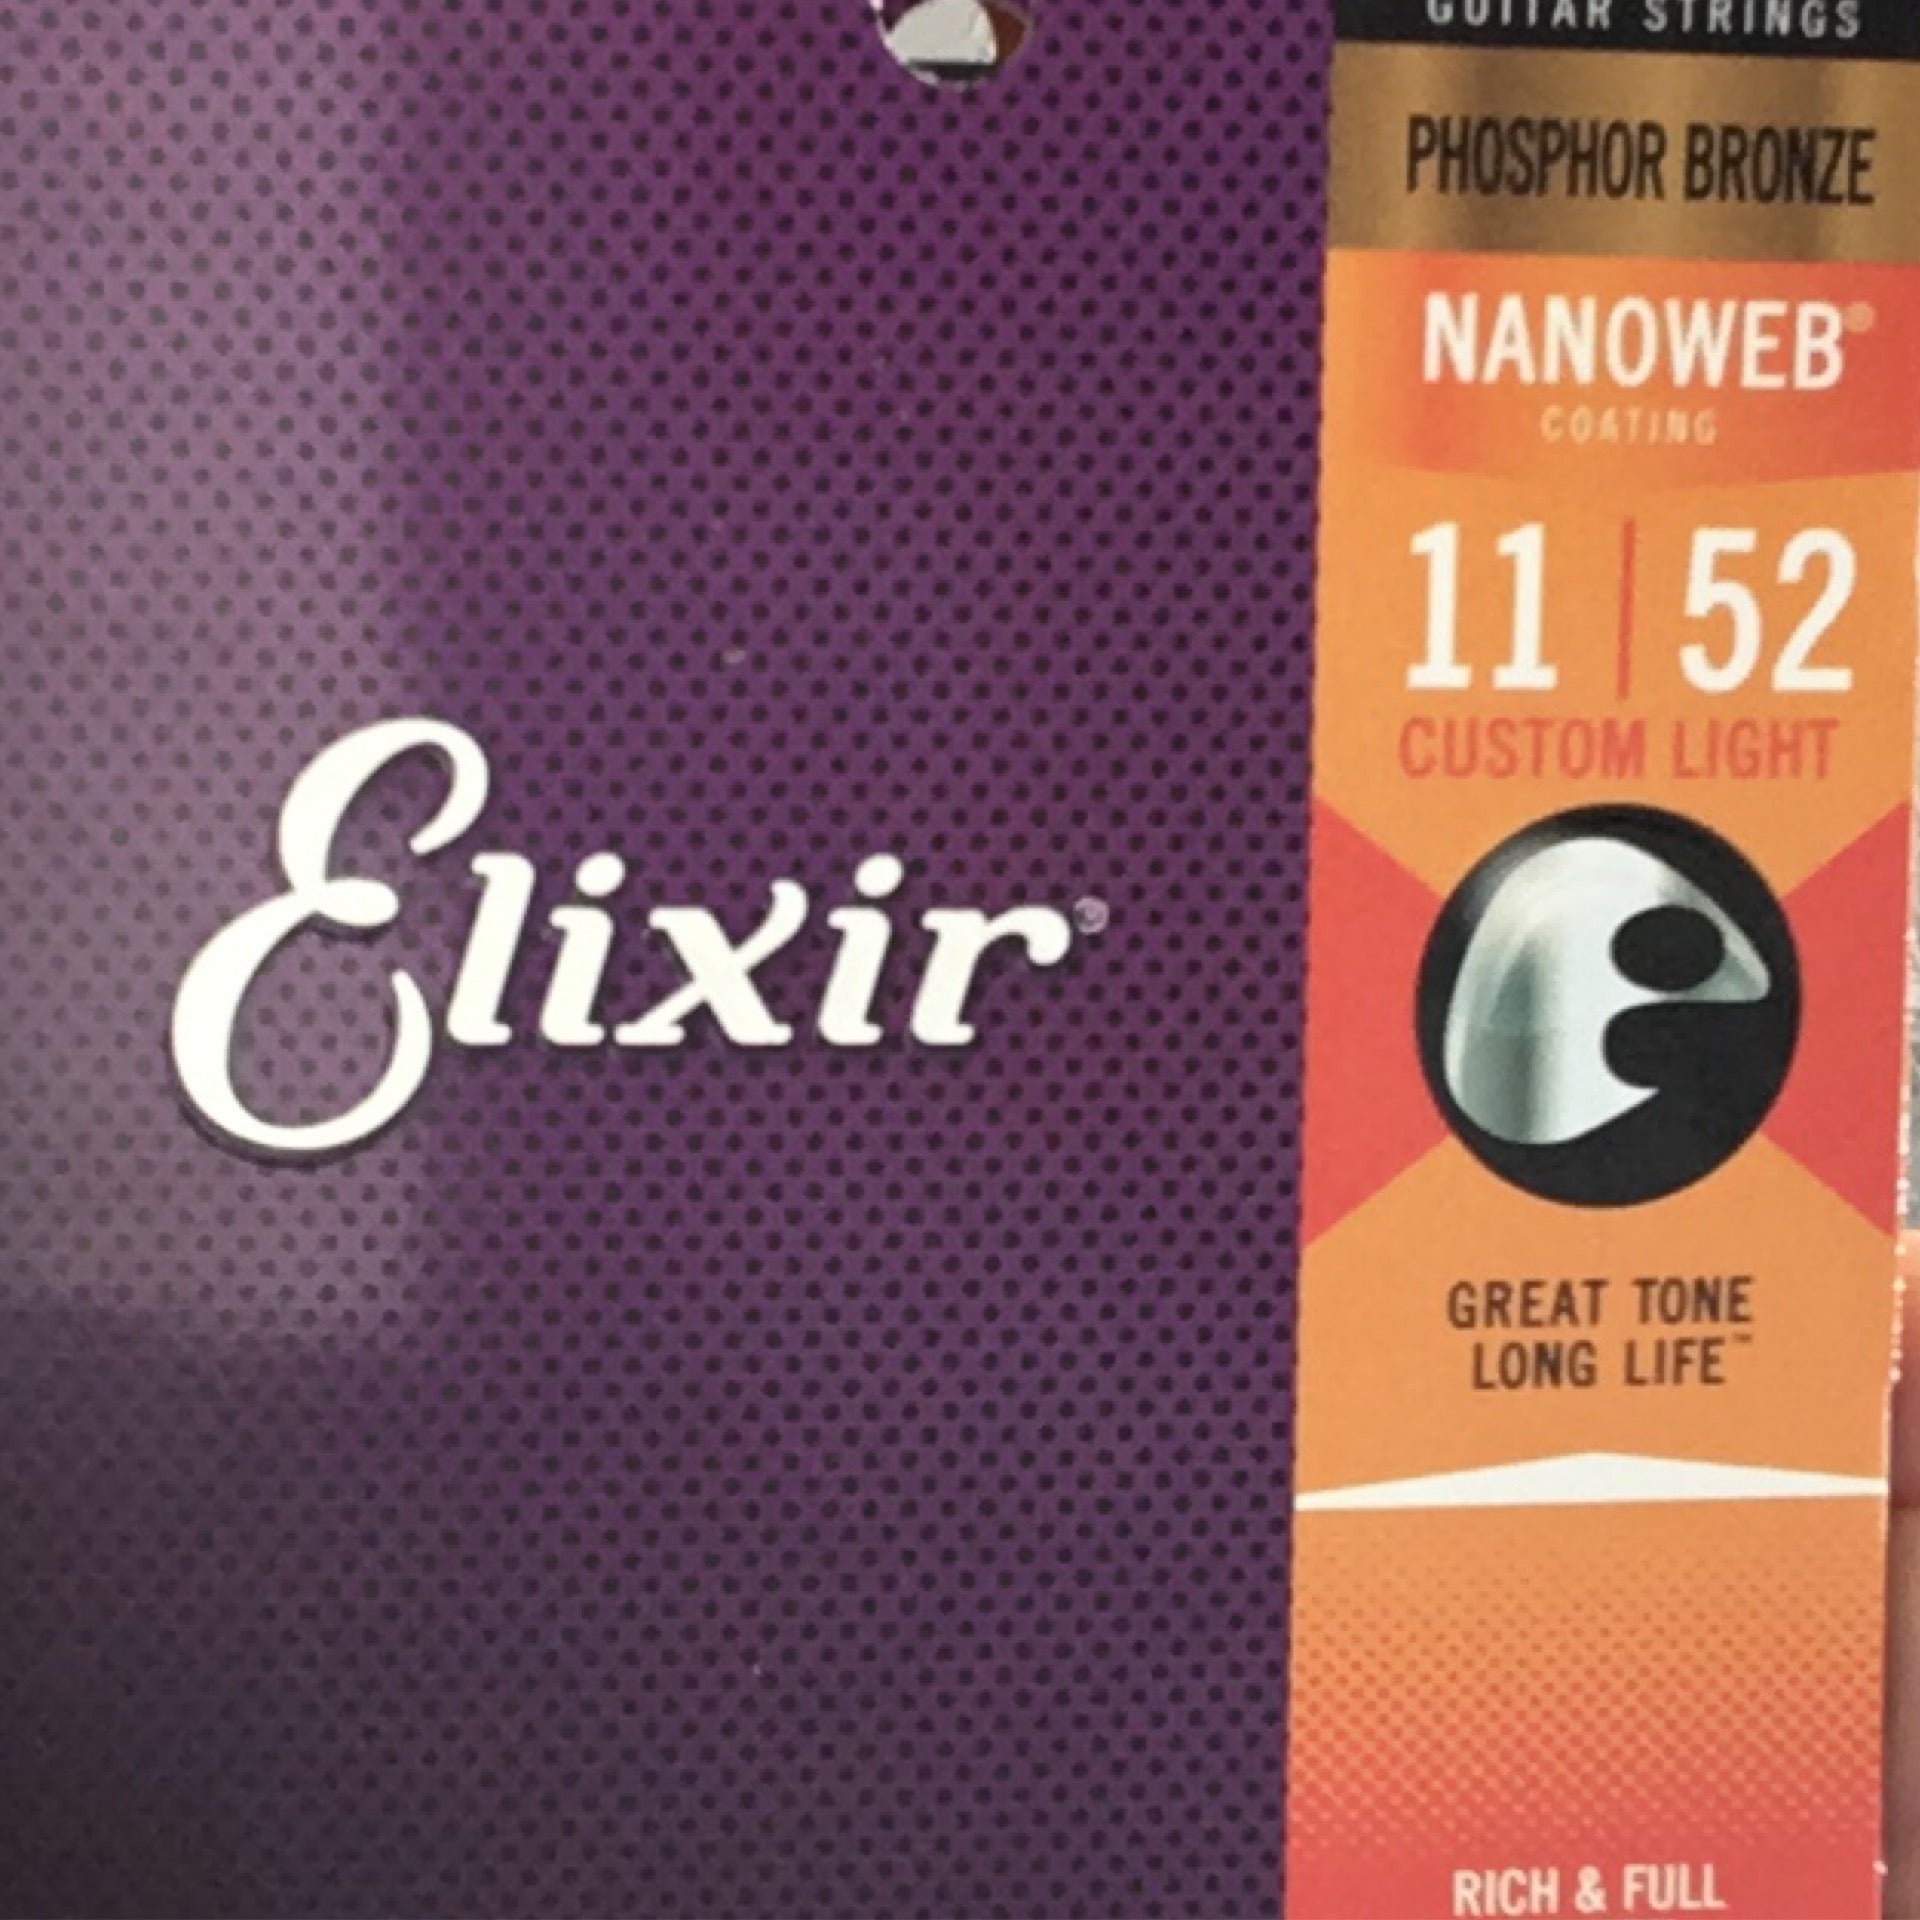 GUITAR STRINGS
PHOSPHOR BRONZE
NANOWEB®
COATING
11 | 52
CUSTOM LIGHT
Elixir®
GREAT TONE
LONG LIFE™
RICH & FULL